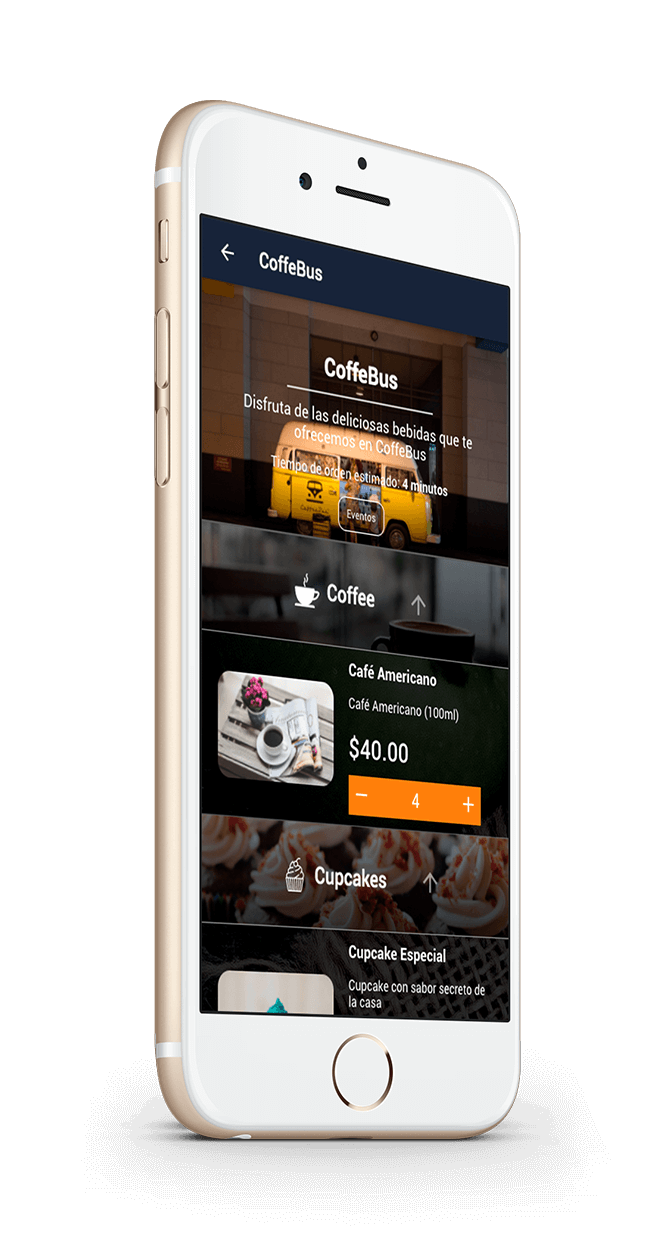 CoffeBus
CoffeBus
Disfruta de las deliciosas bebidas que te
ofrecemos en CoffeBus
Tiempo de orgen estimado: 4 minutos
Eventos
Coffee
Café Americano
Café Americano (100ml)
$40.00
− 4 +
Cupcakes
Cupcake Especial
Cupcake con sabor secreto de
la casa